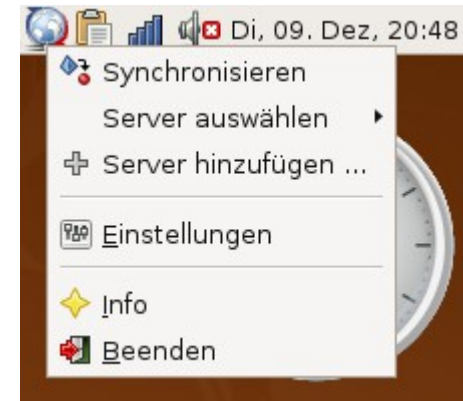 Di, 09. Dez, 20:48
Synchronisieren
Server auswählen
Server hinzufügen ...
Einstellungen
Info
Beenden